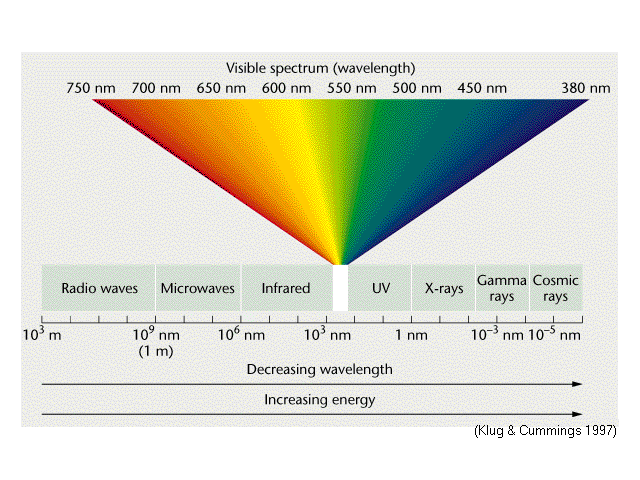 Visible spectrum (wavelength)
750 nm 700 nm 650 nm 600 nm 550 nm 500 nm 450 nm 380 nm
Radio waves Microwaves Infrared UV X-rays Gamma rays Cosmic rays
10³ m 10⁹ nm 10⁶ nm 10³ nm 1 nm 10⁻³ nm 10⁻⁵ nm
(1 m)
Decreasing wavelength
Increasing energy
(Klug & Cummings 1997)